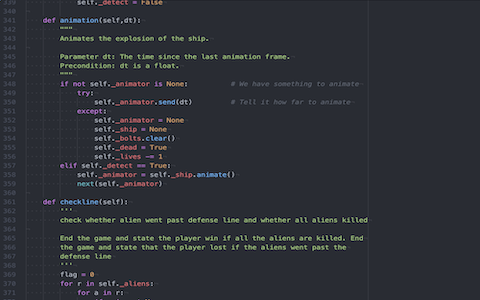 339 self._detect = False
340
341 def animation(self,dt):
342 """
343 Animates the explosion of the ship.
344
345 Parameter dt: The time since the last animation frame.
346 Precondition: dt is a float.
347 """
348 if not self._animator is None: # We have something to animate
349 try:
350 self._animator.send(dt) # Tell it how far to animate
351 except:
352 self._animator = None
353 self._ship = None
354 self._bolts.clear()
355 self._dead = True
356 self._lives -= 1
357 elif self._detect == True:
358 self._animator = self._ship.animate()
359 next(self._animator)
360
361 def checkline(self):
362 '''
363 check whether alien went past defense line and whether all aliens killed
364
365 End the game and state the player win if all the aliens are killed. End
366 the game and state that the player lost if the aliens went past the
367 defense line
368 '''
369 flag = 0
370 for r in self._aliens:
371 for a in r: